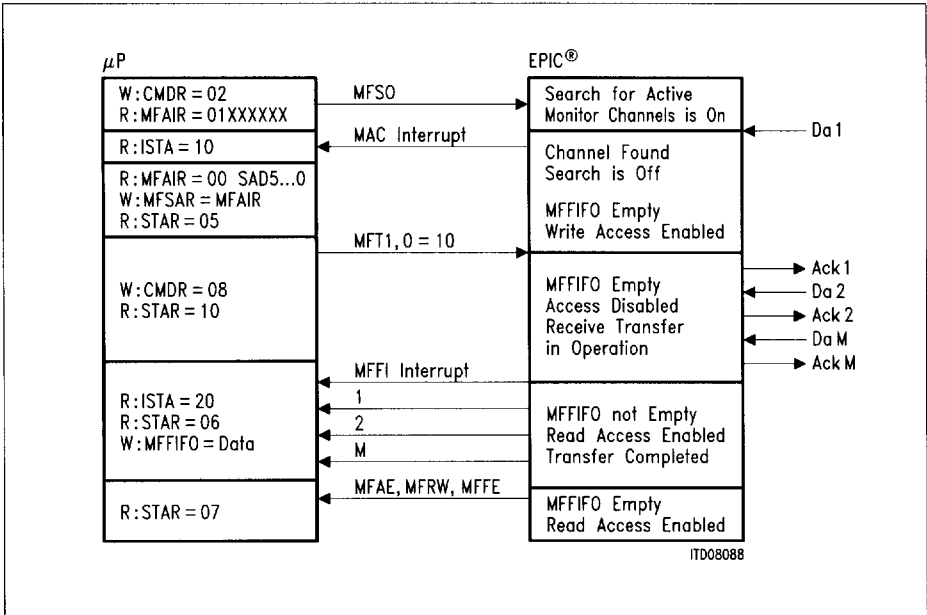 μP
EPIC®
W:CMDR = 02
R:MFAIR = 01XXXXXX
MFSO
Search for Active
Monitor Channels is On
Da 1
R:ISTA = 10
MAC Interrupt
Channel Found
Search is Off
MFFIFO Empty
Write Access Enabled
R:MFAIR = 00 SAD5...0
W:MFSAR = MFAIR
R:STAR = 05
MFT1, 0 = 10
W:CMDR = 08
R:STAR = 10
MFFIFO Empty
Access Disabled
Receive Transfer
in Operation
Ack 1
Da 2
Ack 2
Da M
Ack M
MFFI Interrupt
R:ISTA = 20
R:STAR = 06
W:MFFIFO = Data
1
2
M
MFFIFO not Empty
Read Access Enabled
Transfer Completed
MFAE, MFRW, MFFE
R:STAR = 07
MFFIFO Empty
Read Access Enabled
ITD08088